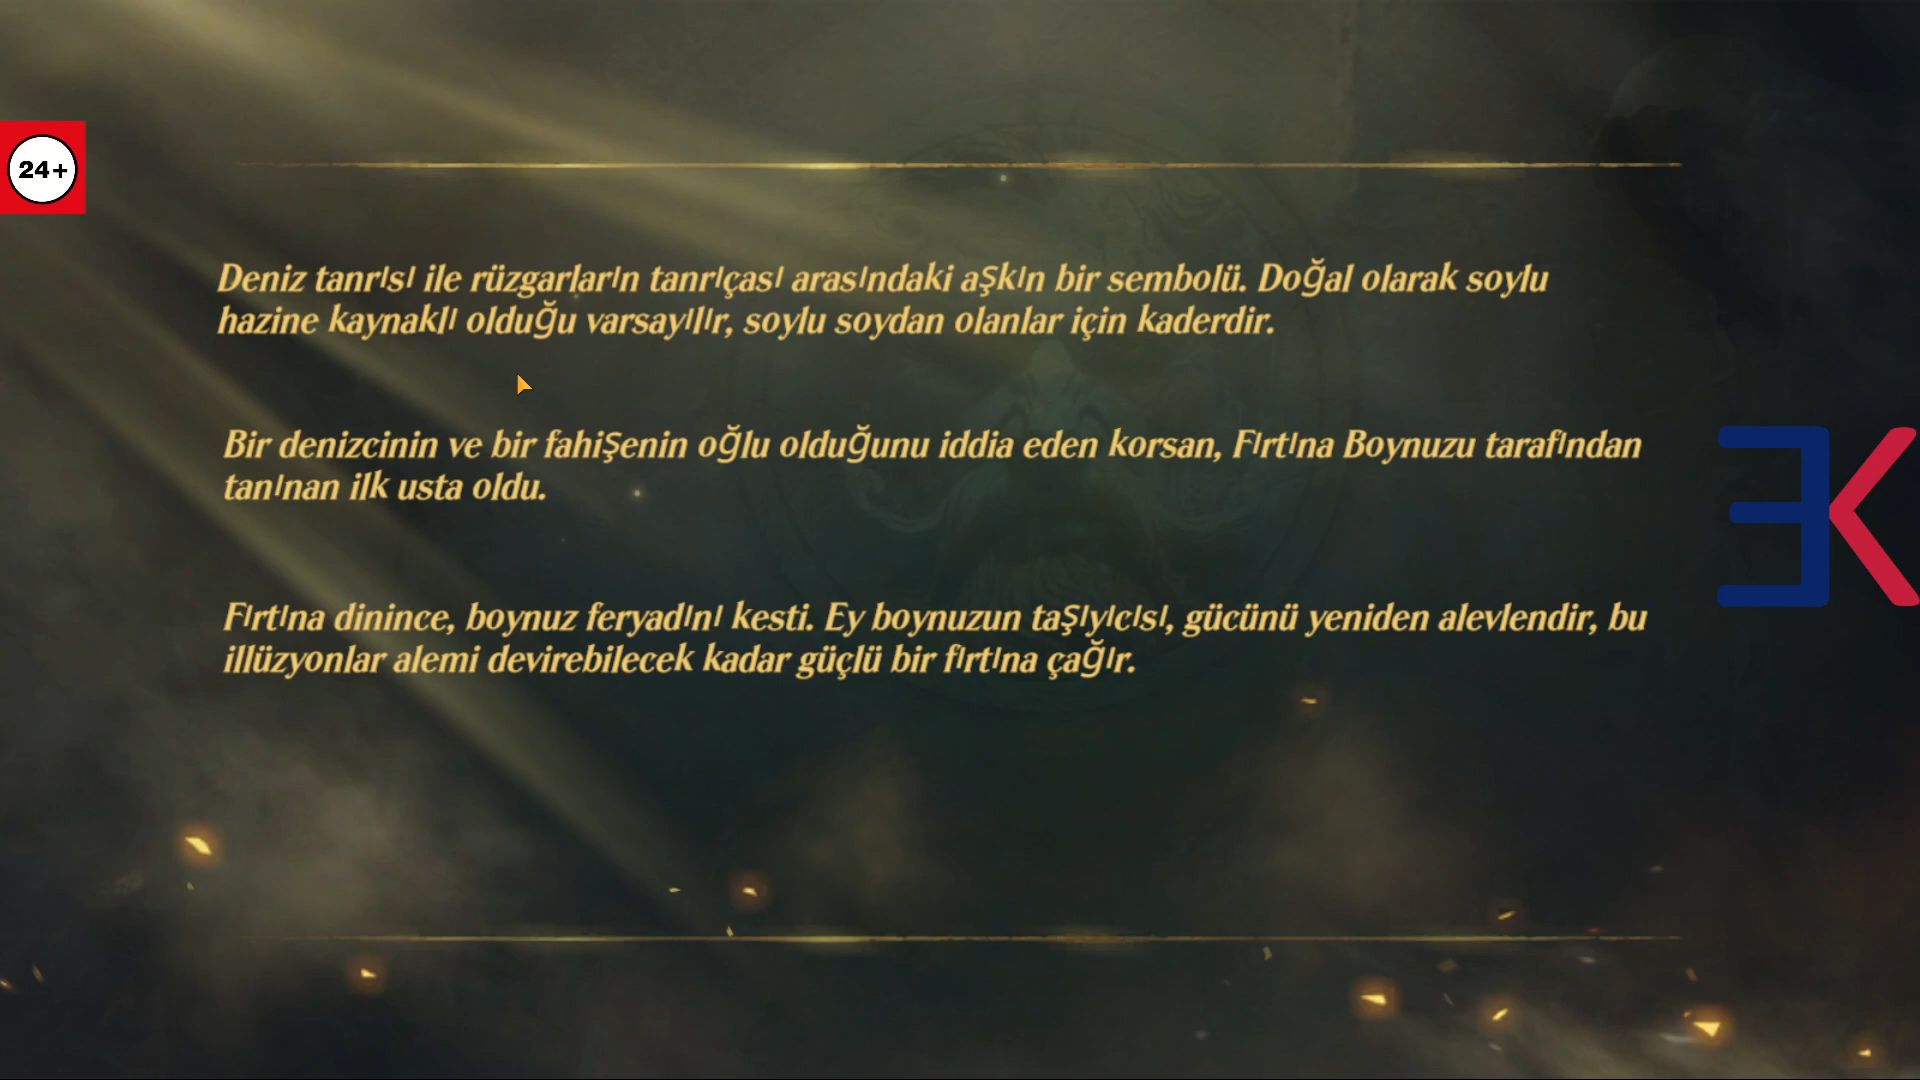 24+
Deniz tanrısı ile rüzgarların tanrıçası arasındaki aşkın bir sembolü. Doğal olarak soylu
hazine kaynaklı olduğu varsayılır, soylu soydan olanlar için kaderdir.
Bir denizcinin ve bir fahişenin oğlu olduğunu iddia eden korsan, Fırtına Boynuzu tarafından
tanınan ilk usta oldu.
EK
Fırtına dinince, boynuz feryadını kesti. Ey boynuzun taşıyıcısı, gücünü yeniden alevlendir, bu
illüzyonlar alemi devirebilecek kadar güçlü bir fırtına çağır.